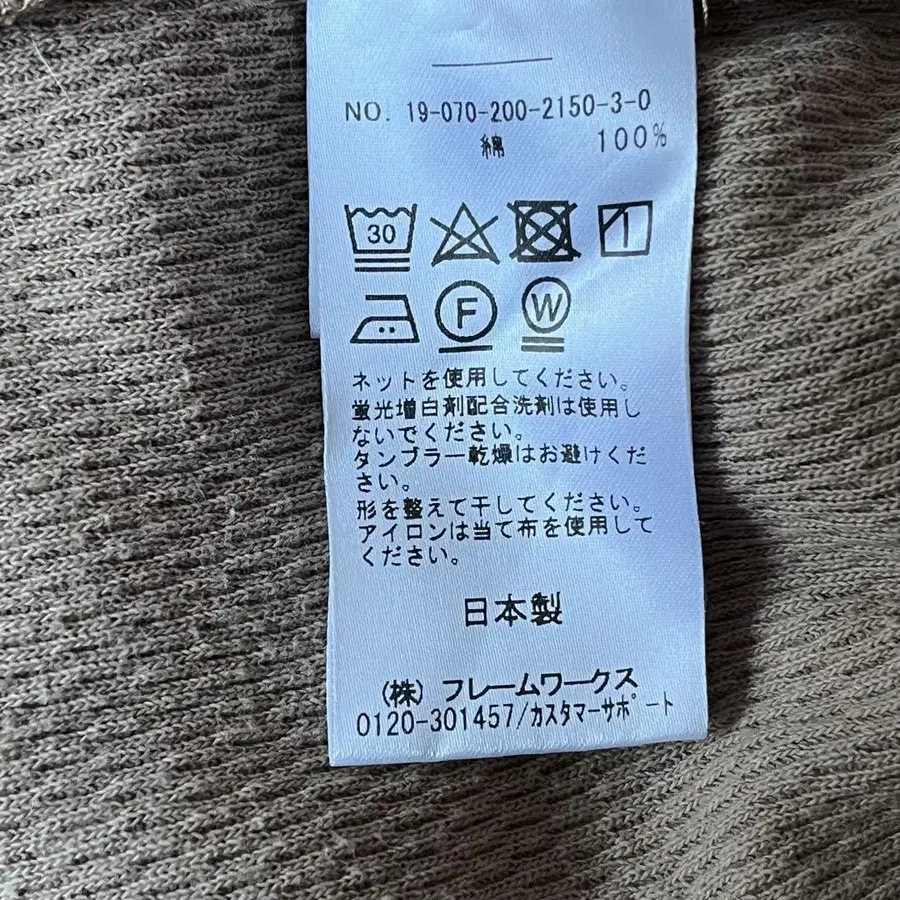 NO. 19-070-200-2150-3-0
綿 100%
30
F W
ネットを使用してください。
蛍光増白剤配合洗剤は使用し
ないでください。
タンブラー乾燥はお避けくだ
さい。
形を整えて干してください。
アイロンは当て布を使用して
ください。
日本製
(株) フレームワークス
0120-301457/カスタマーサポート